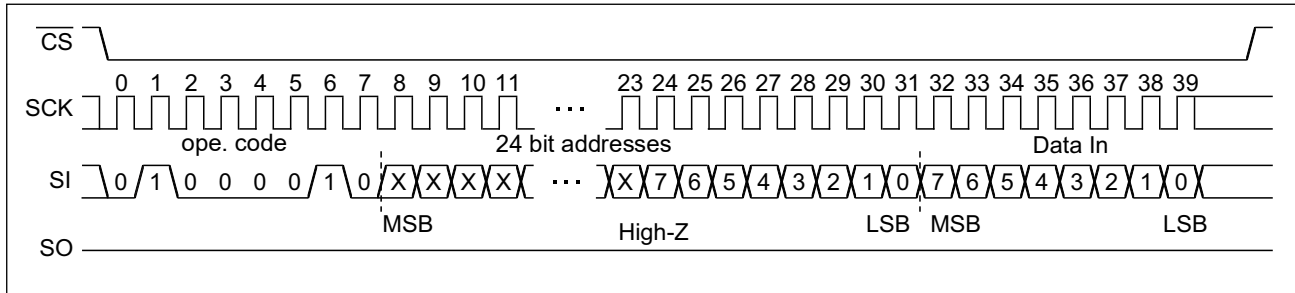 CS
0 1 2 3 4 5 6 7 8 9 10 11 23 24 25 26 27 28 29 30 31 32 33 34 35 36 37 38 39
SCK ···
ope. code 24 bit addresses Data In
SI 0 1 0 0 0 0 1 0 X X X X ··· X 7 6 5 4 3 2 1 0 7 6 5 4 3 2 1 0
MSB LSB MSB LSB
High-Z
SO